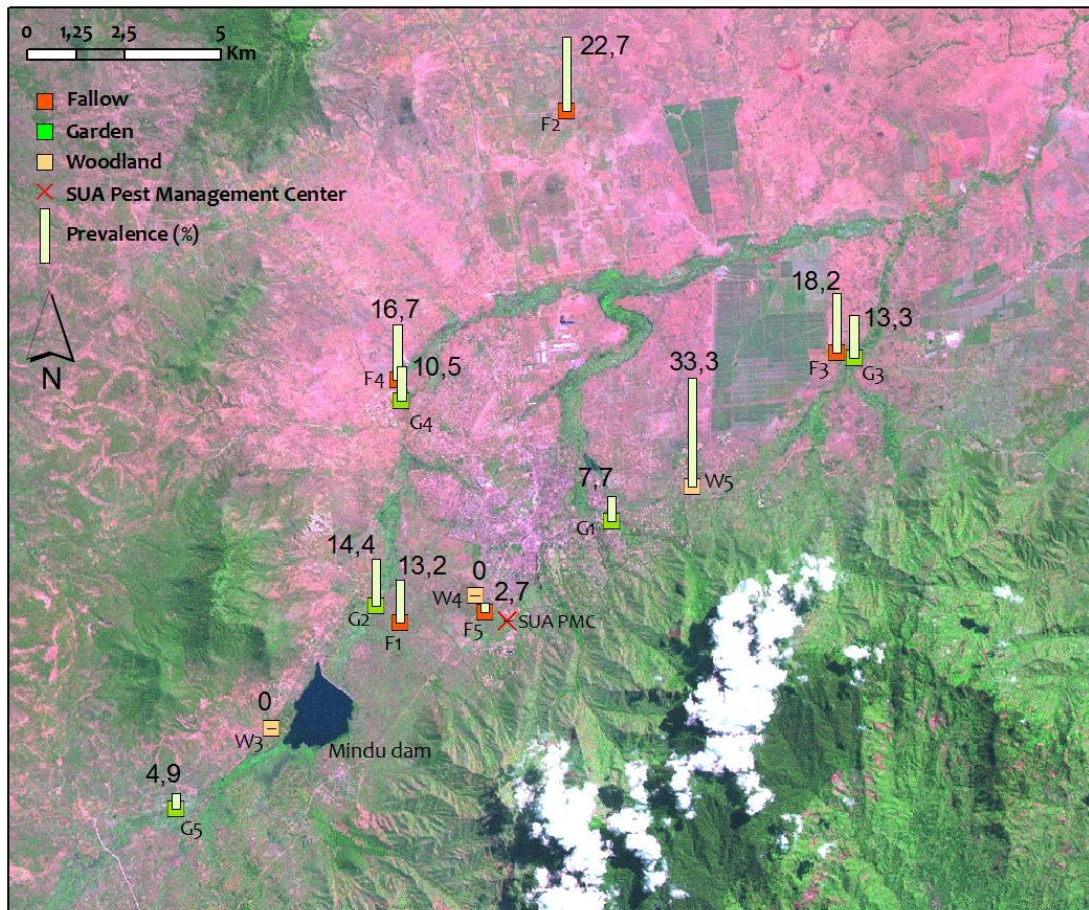 0 1,25 2,5 5
Km
Fallow
Garden
Woodland
SUA Pest Management Center
Prevalence (%)
N
22,7
F2
18,2
13,3
F3
G3
16,7
10,5
F4
G4
33,3
W5
7,7
G1
14,4
13,2
G2
F1
0
W4
2,7
F5
SUA PMC
0
W3
Mindu dam
4,9
G5